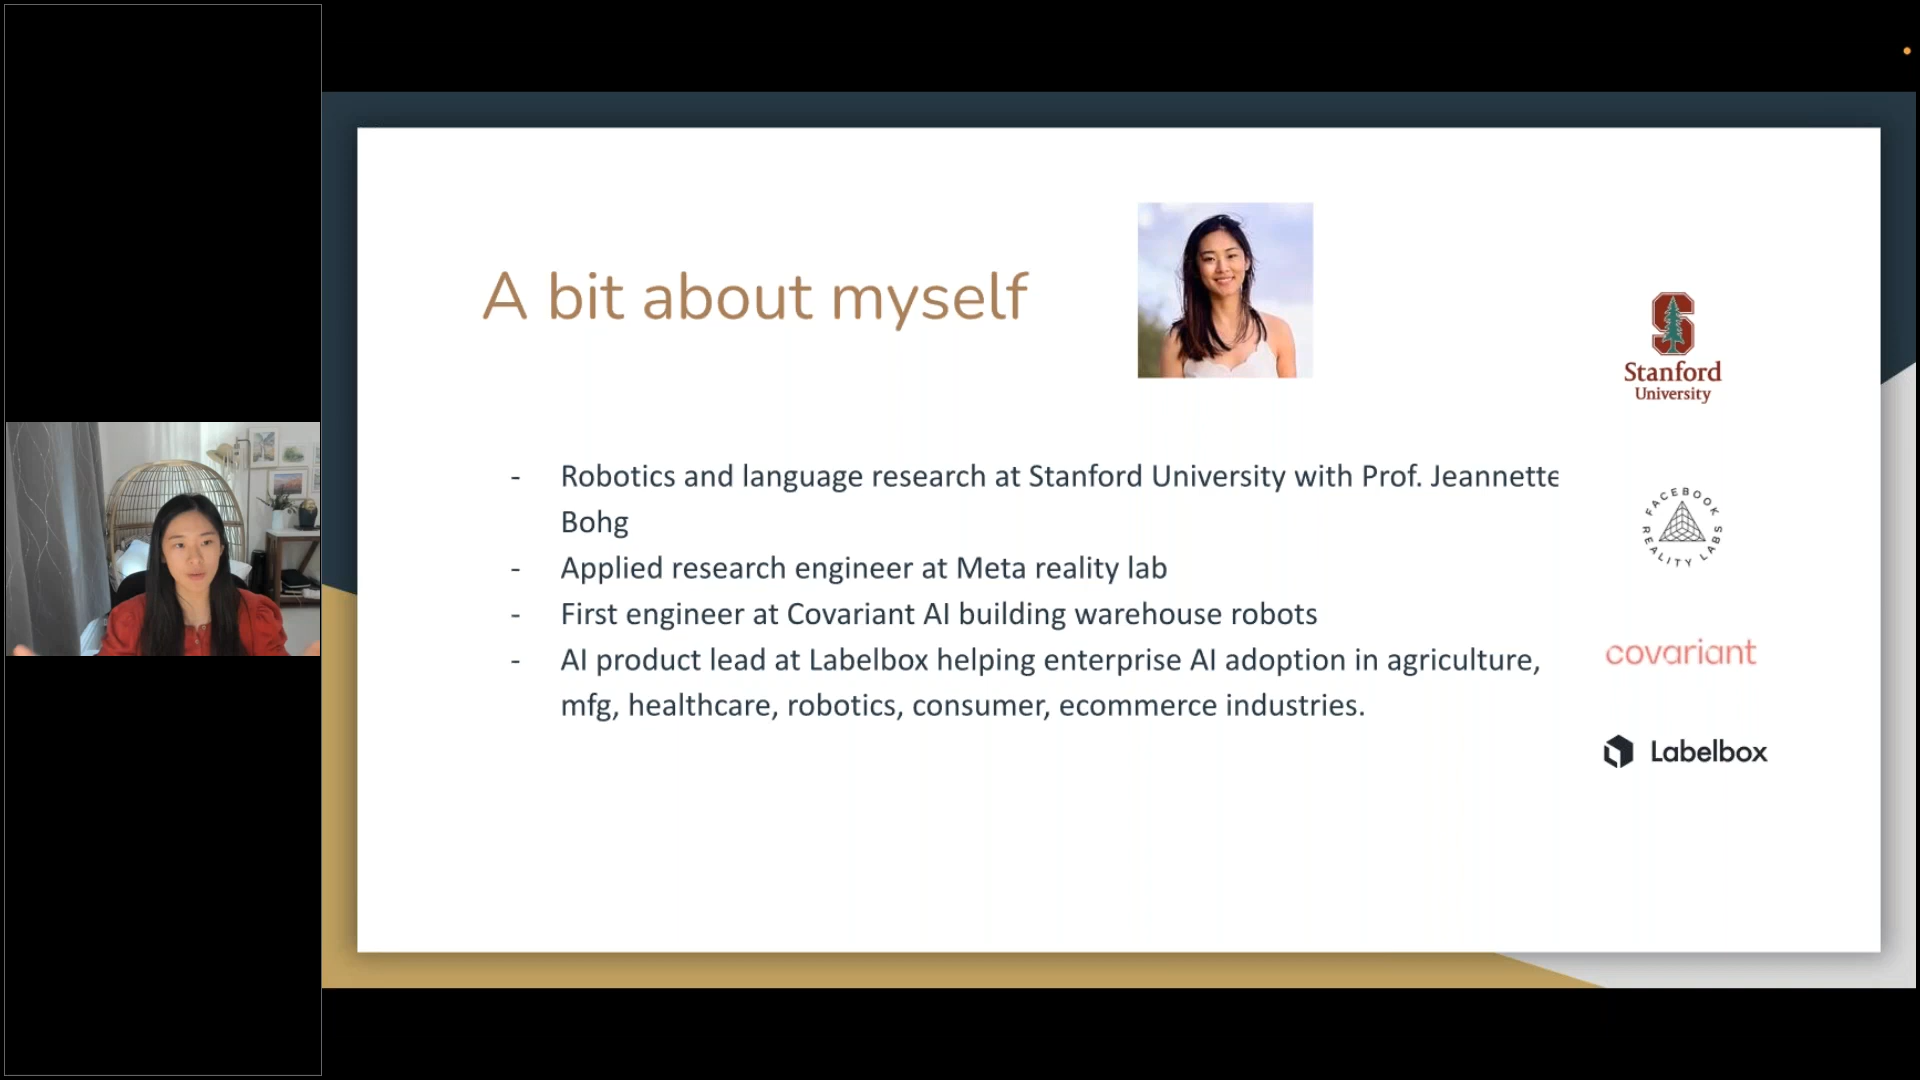 A bit about myself
- Robotics and language research at Stanford University with Prof. Jeannette
Bohg
- Applied research engineer at Meta reality lab
- First engineer at Covariant AI building warehouse robots
- AI product lead at Labelbox helping enterprise AI adoption in agriculture,
mfg, healthcare, robotics, consumer, ecommerce industries.
S
Stanford
University
FACEBOOK
REALITY LABS
covariant
Labelbox